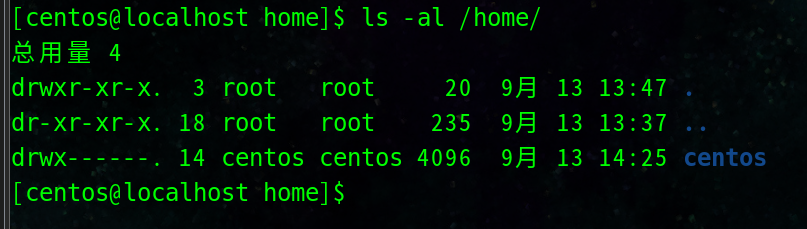 [centos@localhost home]$ ls -al /home/
总用量 4
drwxr-xr-x.  3 root   root     20  9月 13 13:47 .
dr-xr-xr-x. 18 root   root    235  9月 13 13:37 ..
drwx------. 14 centos centos 4096  9月 13 14:25 centos
[centos@localhost home]$